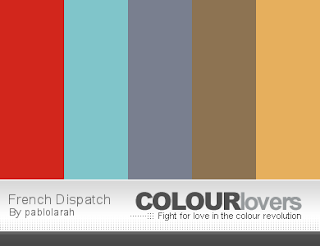 French Dispatch
By pablolarah
COLOURlovers
Fight for love in the colour revolution